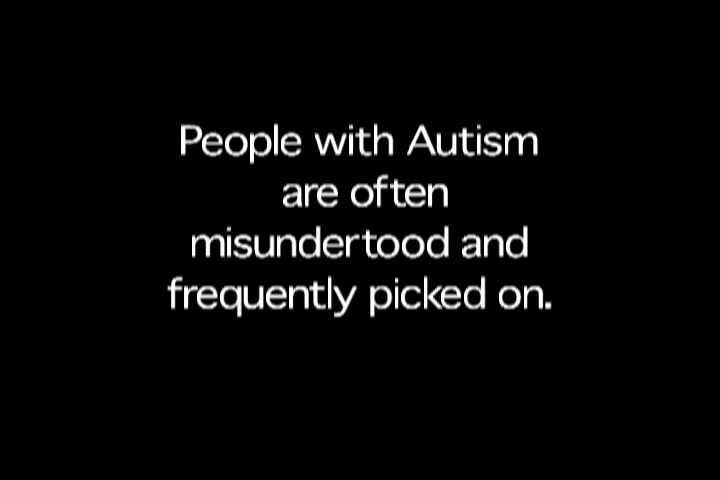 People with Autism
are often
misundertood and
frequently picked on.